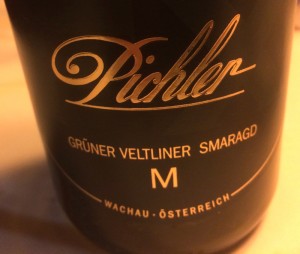 Pichler
GRÜNER VELTLINER SMARAGD
M
WACHAU · ÖSTERREICH